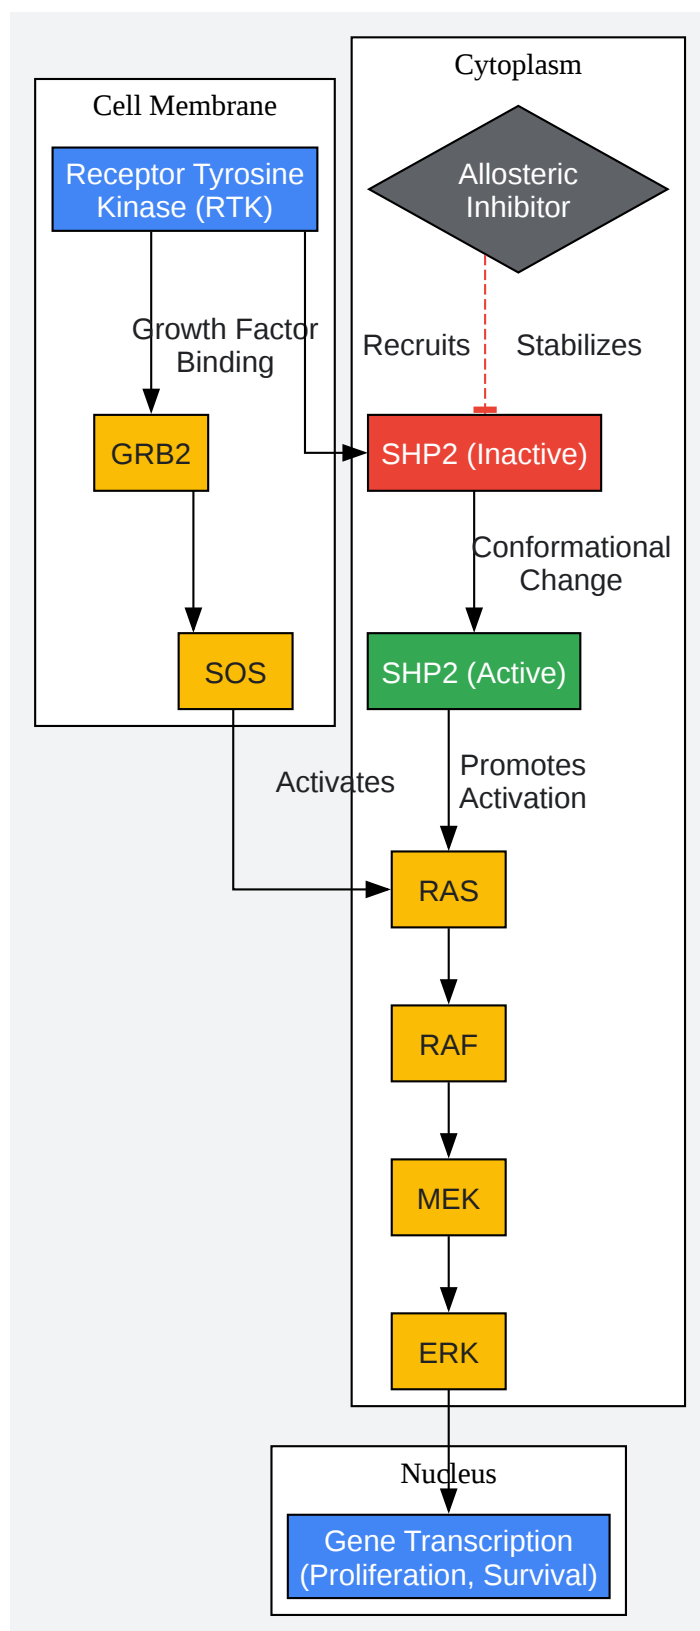 Cytoplasm
Cell Membrane
Receptor Tyrosine
Kinase (RTK)
Allosteric
Inhibitor
Growth Factor
Binding
Recruits
Stabilizes
GRB2
SHP2 (Inactive)
Conformational
Change
SOS
SHP2 (Active)
Activates
Promotes
Activation
RAS
RAF
MEK
ERK
Nucleus
Gene Transcription
(Proliferation, Survival)